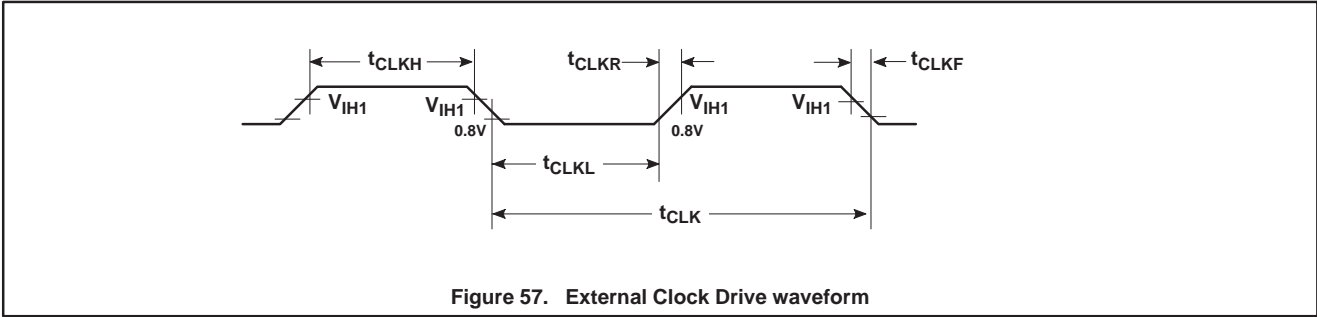 tCLKH
tCLKR
tCLKF
VIH1
VIH1
VIH1
VIH1
0.8V
0.8V
tCLKL
tCLK
Figure 57. External Clock Drive waveform